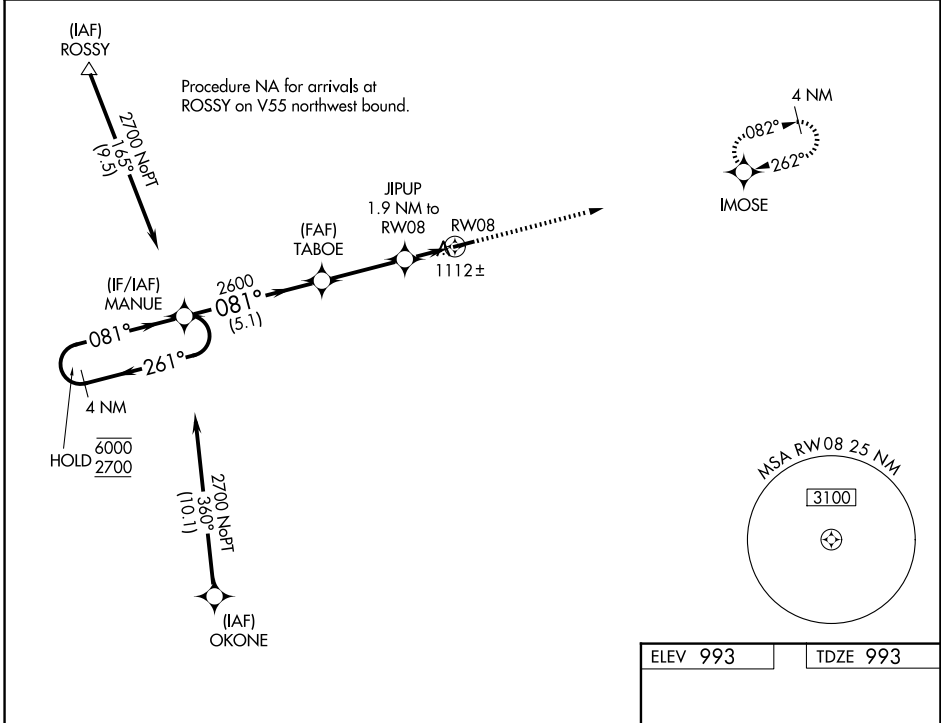 (IAF)
ROSSY
Procedure NA for arrivals at
ROSSY on V55 northwest bound.
2700 NoPT
165°
(9.5)
4 NM
082°
262°
IMOSE
JIPUP
1.9 NM to
RW08
RW08
1112±
(FAF)
TABOE
(IF/IAF)
MANUE
2600
081°
(5.1)
081°
261°
4 NM
HOLD 6000
2700
2700 NoPT
360°
(10.1)
(IAF)
OKONE
MSA RW08 25 NM
3100
ELEV 993
TDZE 993